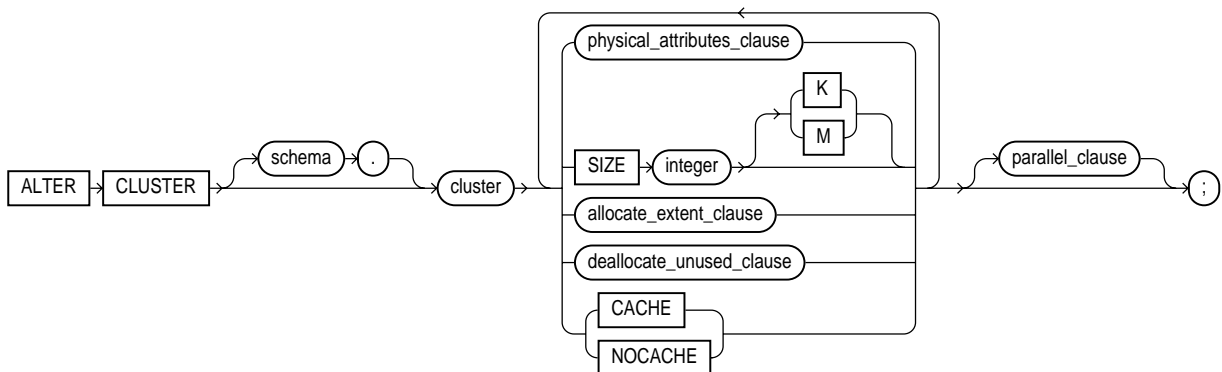 physical_attributes_clause
K
M
schema .
parallel_clause
ALTER CLUSTER cluster SIZE integer ;
allocate_extent_clause
deallocate_unused_clause
CACHE
NOCACHE